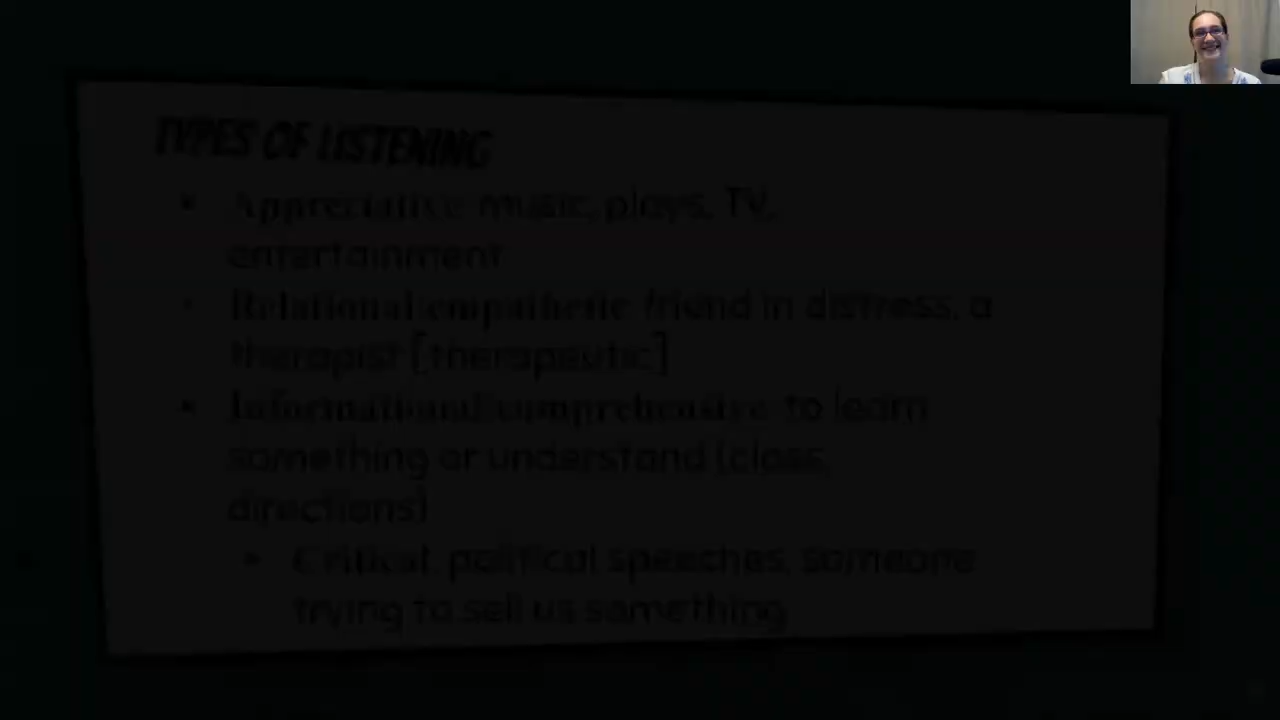 TYPES OF LISTENING
Appreciative music, plays, TV,
entertainment
Relational/empathetic friend in distress, a
therapist [therapeutic]
Informational/comprehensive to learn
something or understand (class,
directions)
Critical, political speeches, someone
trying to sell us something